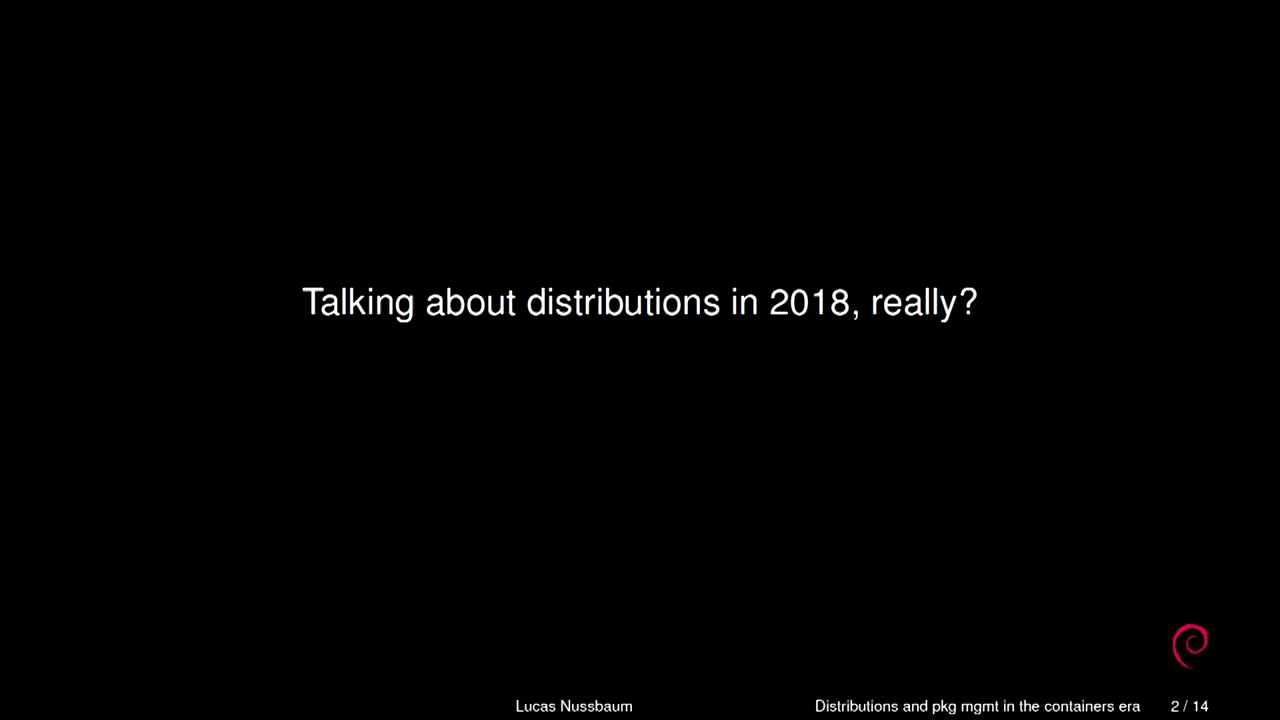 Talking about distributions in 2018, really?
Lucas Nussbaum Distributions and pkg mgmt in the containers era 2 / 14